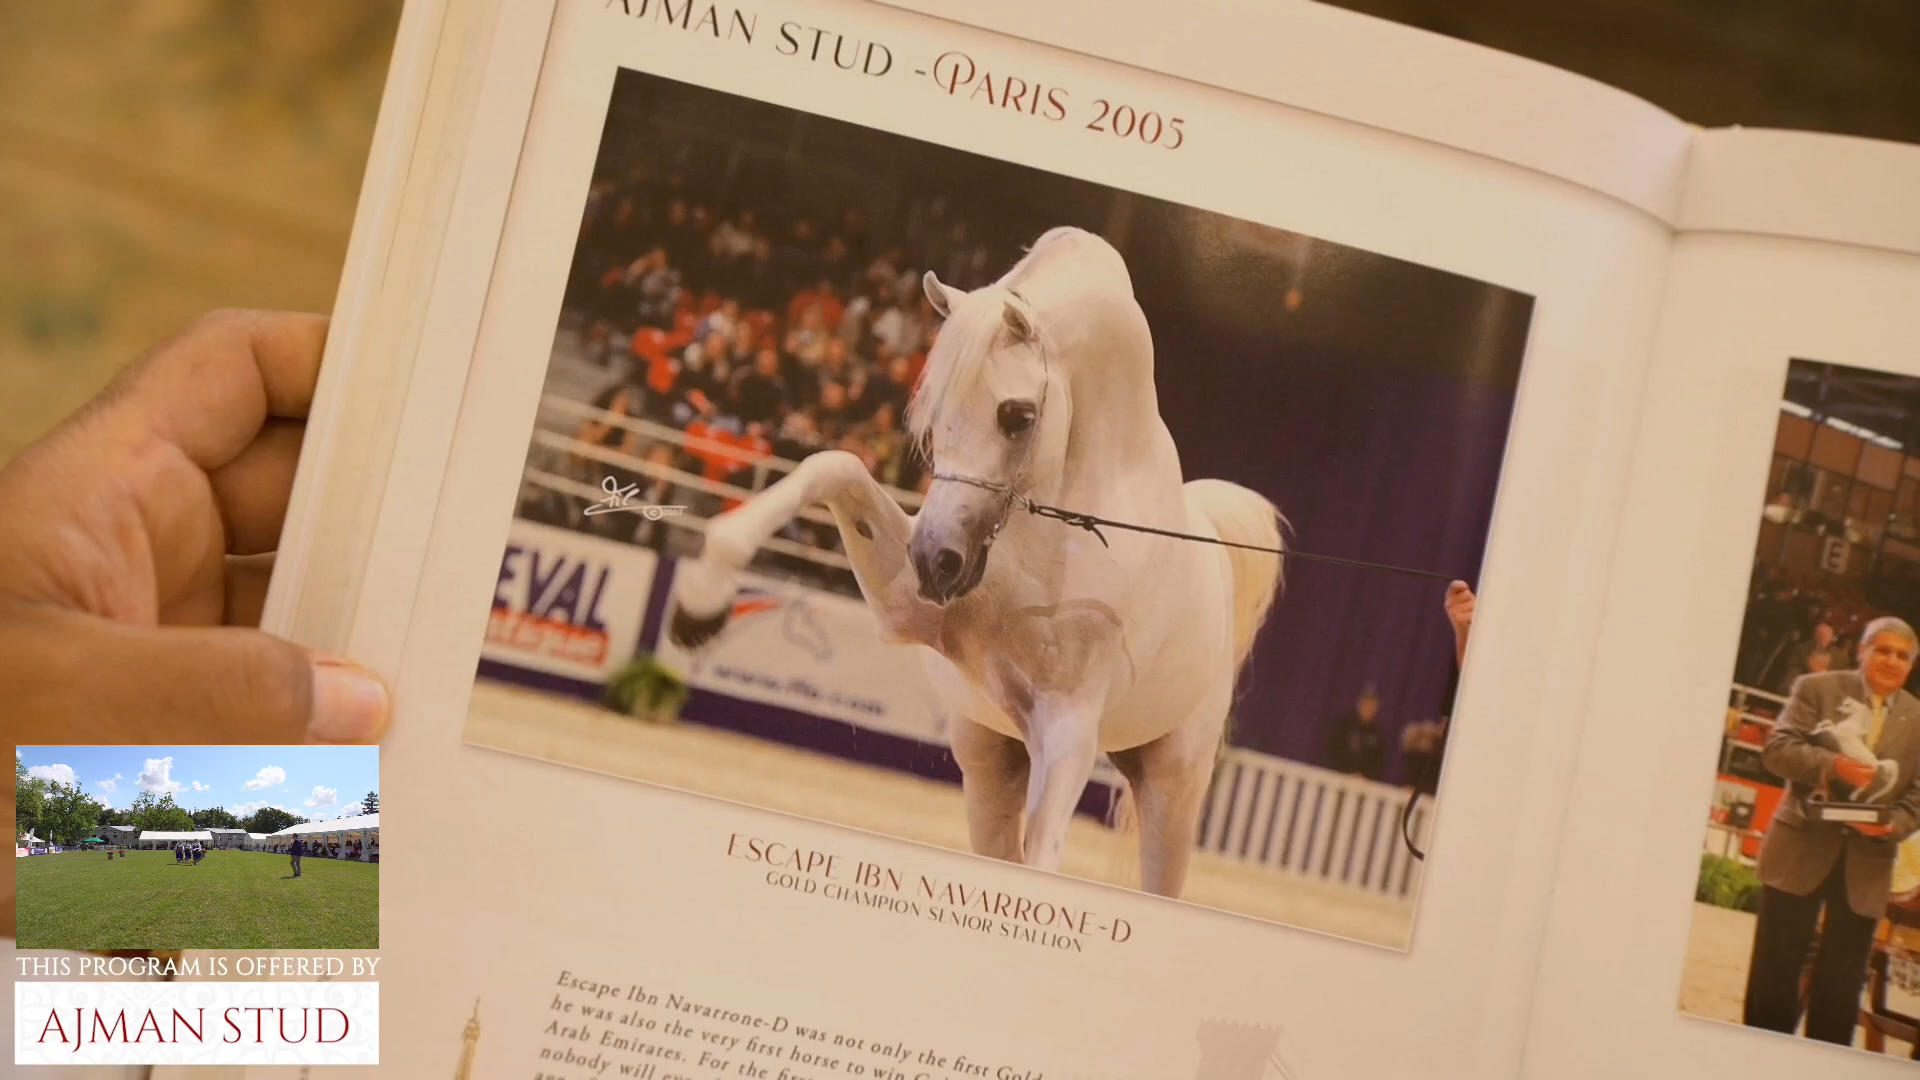 AJMAN STUD - PARIS 2005
EVAL
ESCAPE IBN NAVARRONE-D
GOLD CHAMPION SENIOR STALLION
Escape Ibn Navarrone-D was not only the first Gold
he was also the very first horse to win
Arab Emirates. For the
nobody will
E
THIS PROGRAM IS OFFERED BY
AJMAN STUD